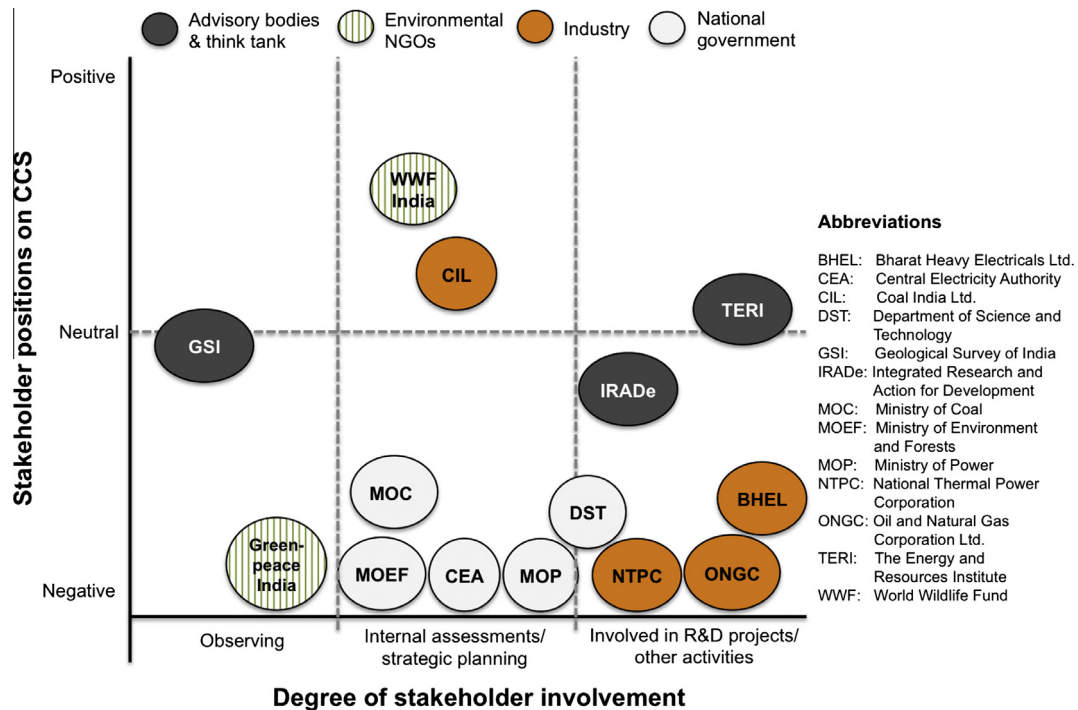 Advisory bodies
& think tank
Environmental
NGOs
Industry
National
government
Positive
Neutral
Negative
Stakeholder positions on CCS
WWF
India
CIL
TERI
GSI
IRADe
MOC
BHEL
DST
Green-
peace
India
MOEF
CEA
MOP
NTPC
ONGC
Observing
Internal assessments/
strategic planning
Involved in R&D projects/
other activities
Degree of stakeholder involvement
Abbreviations
BHEL: Bharat Heavy Electricals Ltd.
CEA: Central Electricity Authority
CIL: Coal India Ltd.
DST: Department of Science and
Technology
GSI: Geological Survey of India
IRADe: Integrated Research and
Action for Development
MOC: Ministry of Coal
MOEF: Ministry of Environment
and Forests
MOP: Ministry of Power
NTPC: National Thermal Power
Corporation
ONGC: Oil and Natural Gas
Corporation Ltd.
TERI: The Energy and
Resources Institute
WWF: World Wildlife Fund